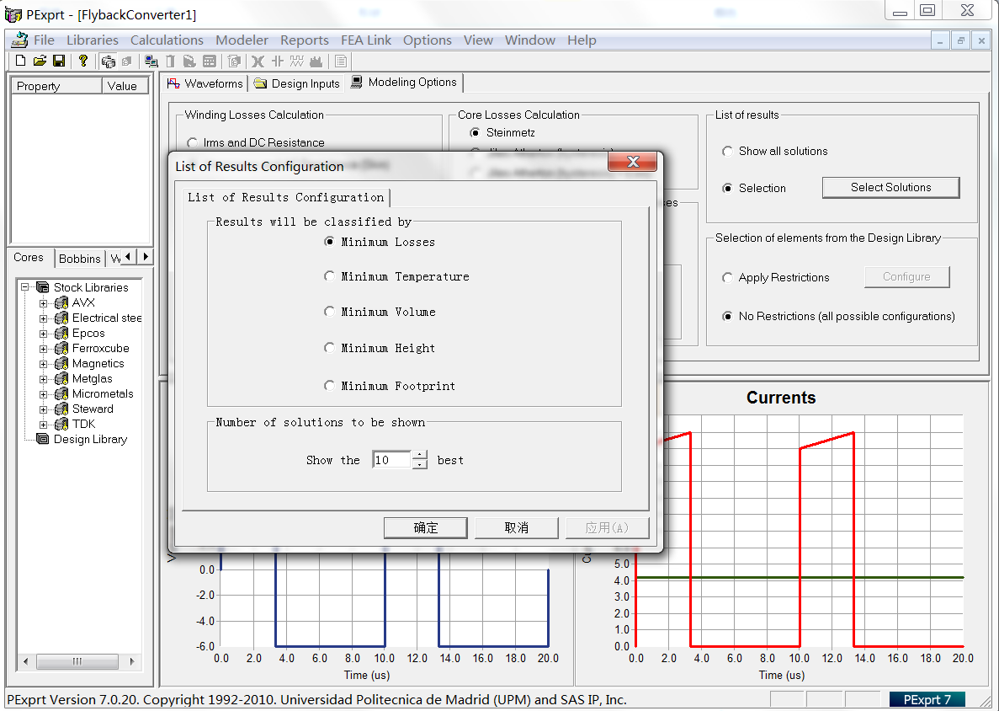 PExprt - [FlybackConverter1]
File Libraries Calculations Modeler Reports FEA Link Options View Window Help
Property Value
Waveforms Design Inputs Modeling Options
Winding Losses Calculation
Irms and DC Resistance
Core Losses Calculation
Steinmetz
List of results
Show all solutions
Selection Select Solutions
Selection of elements from the Design Library
Apply Restrictions Configure
No Restrictions (all possible configurations)
List of Results Configuration
List of Results Configuration
Results will be classified by
Minimum Losses
Minimum Temperature
Minimum Volume
Minimum Height
Minimum Footprint
Number of solutions to be shown
Show the 10 best
确定 取消 应用(A)
Cores Bobbins W
Stock Libraries
AVX
Electrical stee
Epcos
Ferroxcube
Magnetics
Metglas
Micrometals
Steward
TDK
Design Library
0.0
-2.0
-4.0
-6.0
0.0 2.0 4.0 6.0 8.0 10.0 12.0 14.0 16.0 18.0 20.0
Time (us)
Currents
5.0
4.0
3.0
2.0
1.0
0.0
0.0 2.0 4.0 6.0 8.0 10.0 12.0 14.0 16.0 18.0 20.0
Time (us)
PExprt Version 7.0.20. Copyright 1992-2010. Universidad Politecnica de Madrid (UPM) and SAS IP, Inc.
PExprt 7